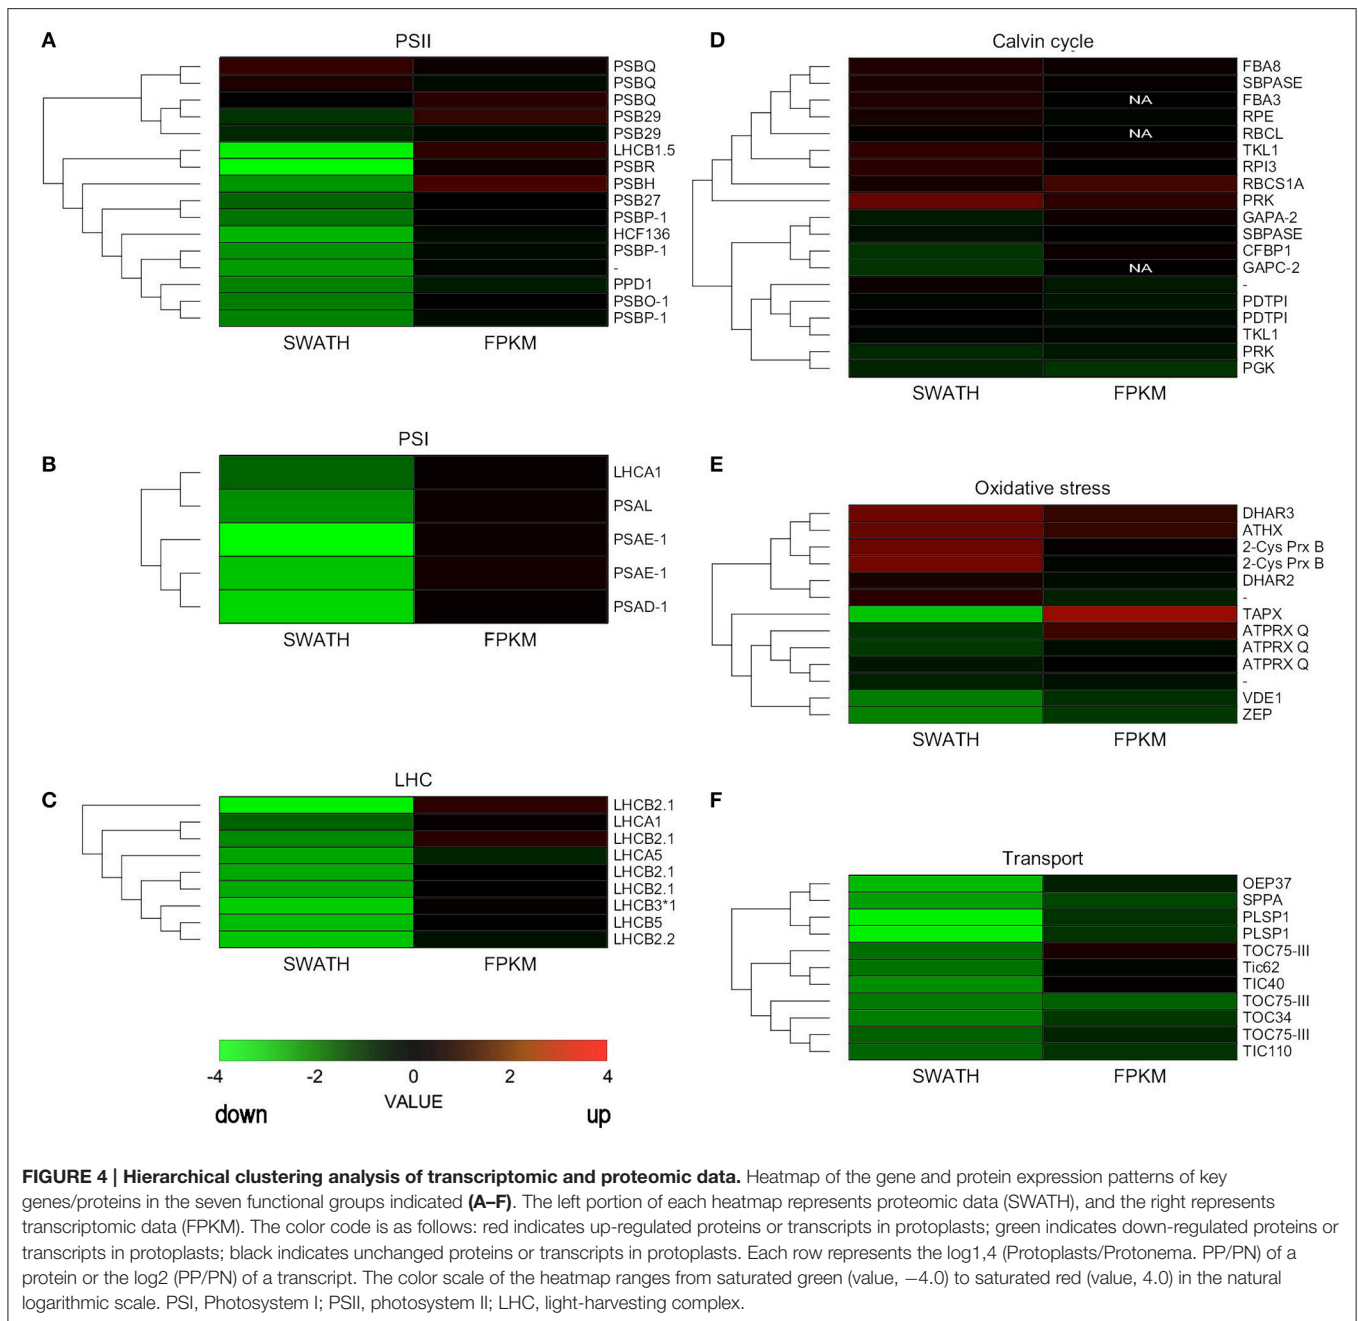 A
PSII
PSBQ
PSBQ
PSBQ
PSB29
PSB29
LHCB1.5
PSBR
PSBH
PSB27
PSBP-1
HCF136
PSBP-1
-
PPD1
PSBO-1
PSBP-1
SWATH FPKM
B
PSI
LHCA1
PSAL
PSAE-1
PSAE-1
PSAD-1
SWATH FPKM
C
LHC
LHCB2.1
LHCA1
LHCB2.1
LHCA5
LHCB2.1
LHCB2.1
LHCB3*1
LHCB5
LHCB2.2
SWATH FPKM
-4 -2 0 2 4
VALUE
down up
D
Calvin cycle
FBA8
SBPASE
NA FBA3
RPE
NA RBCL
TKL1
RPI3
RBCS1A
PRK
GAPA-2
SBPASE
CFBP1
NA GAPC-2
-
PDTPI
PDTPI
TKL1
PRK
PGK
SWATH FPKM
E
Oxidative stress
DHAR3
ATHX
2-Cys Prx B
2-Cys Prx B
DHAR2
-
TAPX
ATPRX Q
ATPRX Q
ATPRX Q
-
VDE1
ZEP
SWATH FPKM
F
Transport
OEP37
SPPA
PLSP1
PLSP1
TOC75-III
Tic62
TIC40
TOC75-III
TOC34
TOC75-III
TIC110
SWATH FPKM
FIGURE 4 | Hierarchical clustering analysis of transcriptomic and proteomic data. Heatmap of the gene and protein expression patterns of key
genes/proteins in the seven functional groups indicated (A–F). The left portion of each heatmap represents proteomic data (SWATH), and the right represents
transcriptomic data (FPKM). The color code is as follows: red indicates up-regulated proteins or transcripts in protoplasts; green indicates down-regulated proteins or
transcripts in protoplasts; black indicates unchanged proteins or transcripts in protoplasts. Each row represents the log1,4 (Protoplasts/Protonema. PP/PN) of a
protein or the log2 (PP/PN) of a transcript. The color scale of the heatmap ranges from saturated green (value, −4.0) to saturated red (value, 4.0) in the natural
logarithmic scale. PSI, Photosystem I; PSII, photosystem II; LHC, light-harvesting complex.